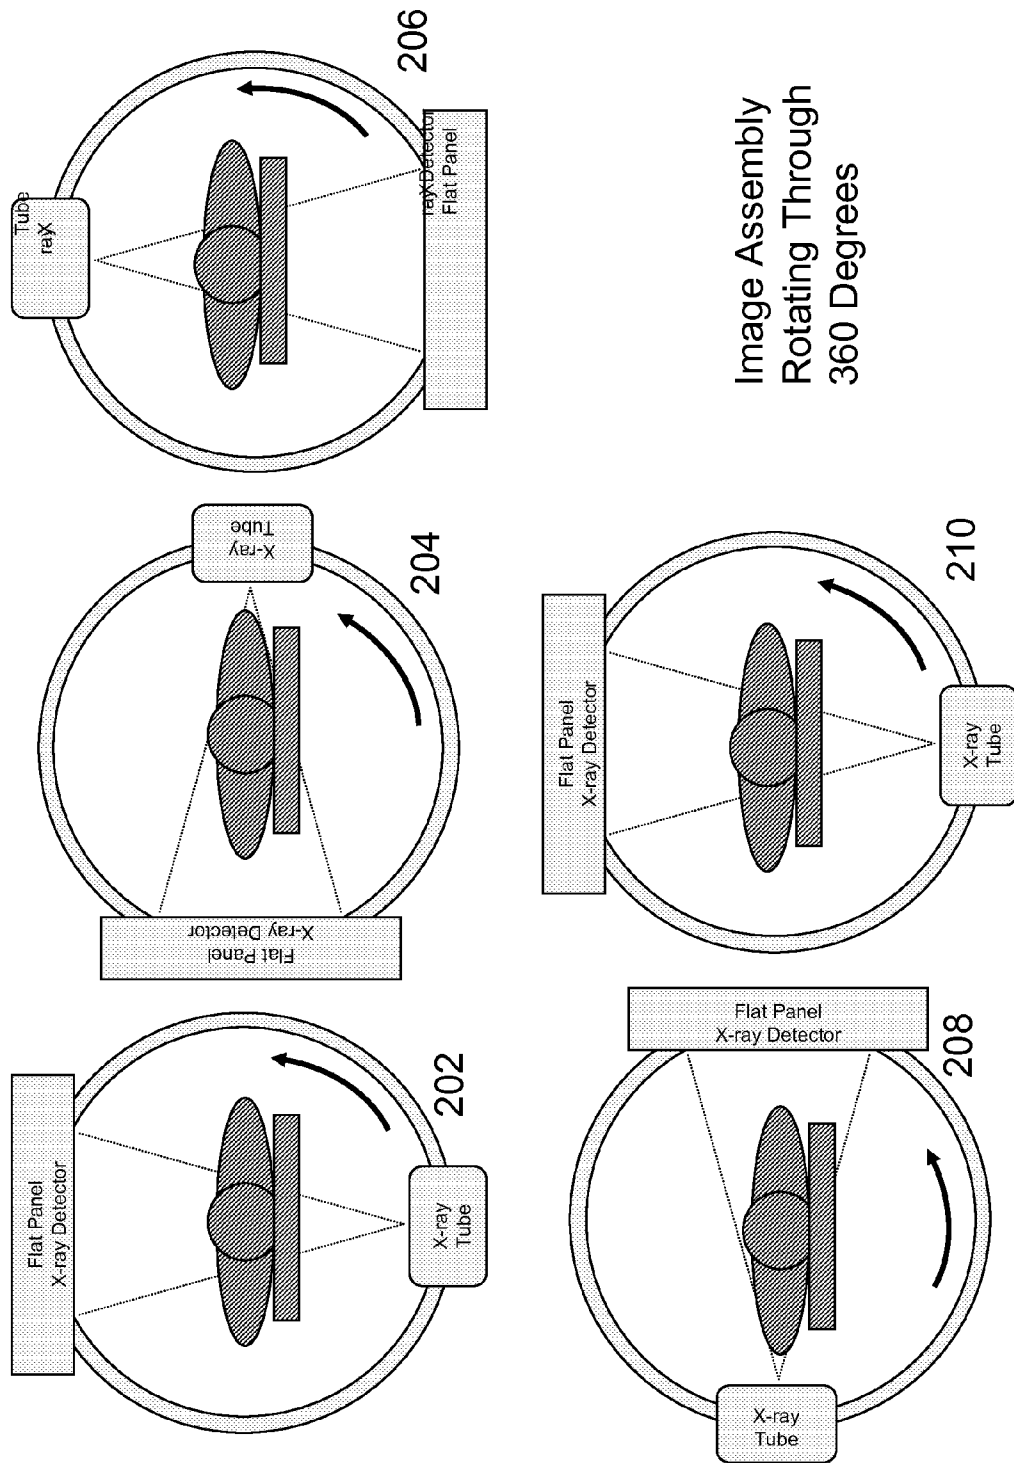 Flat Panel
X-ray Detector
X-ray
Tube
202
Flat Panel
X-ray Detector
X-ray
Tube
204
Tube
rayX
rayXDetector
Flat Panel
206
X-ray
Tube
Flat Panel
X-ray Detector
208
Flat Panel
X-ray Detector
X-ray
Tube
210
Image Assembly
Rotating Through
360 Degrees